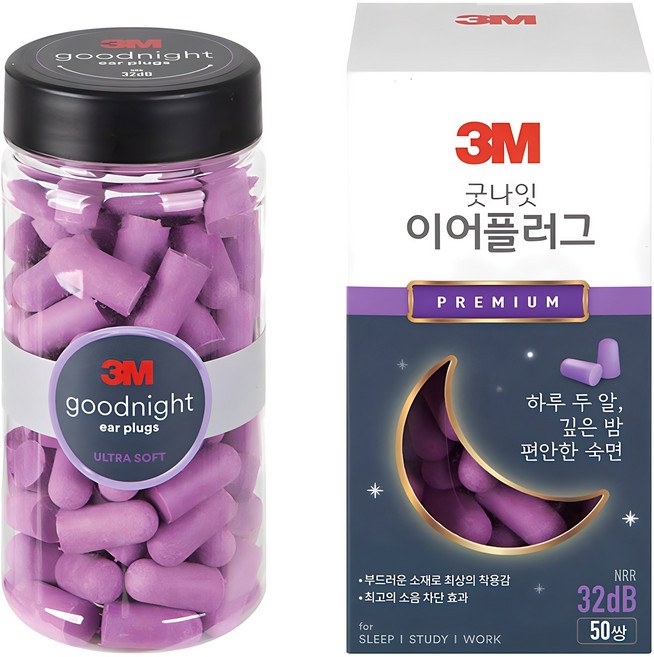 3M
goodnight
ear plugs
NRR
32dB
3M
goodnight
ear plugs
ULTRA SOFT
3M
3M
굿나잇
이어플러그
PREMIUM
하루 두 알,
깊은 밤
편안한 숙면
•부드러운 소재로 최상의 착용감
•최고의 소음 차단 효과
NRR
32dB
50쌍
for
SLEEP I STUDY I WORK